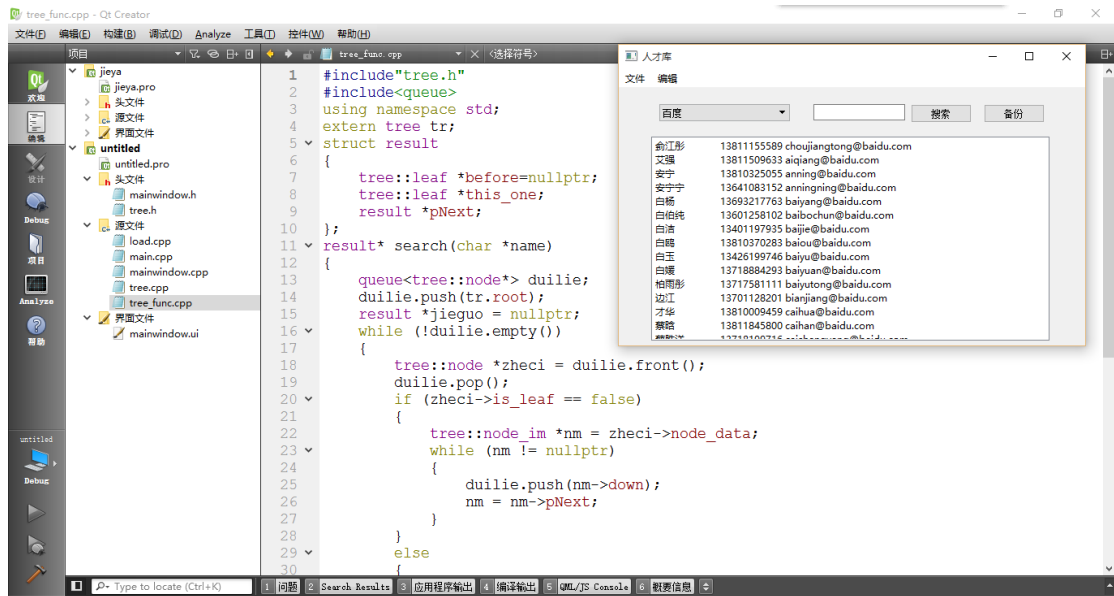 tree_func.cpp - Qt Creator
文件(F) 编辑(E) 构建(B) 调试(D) Analyze 工具(T) 控件(W) 帮助(H)
项目
tree_func.cpp
<选择符号>
欢迎
编辑
设计
Debug
项目
Analyze
帮助
untitled
Debug
jieya
jieya.pro
头文件
源文件
界面文件
untitled
untitled.pro
头文件
mainwindow.h
tree.h
源文件
load.cpp
main.cpp
mainwindow.cpp
tree.cpp
tree_func.cpp
界面文件
mainwindow.ui
1 #include"tree.h"
2 #include<queue>
3 using namespace std;
4 extern tree tr;
5 struct result
6 {
7 tree::leaf *before=nullptr;
8 tree::leaf *this_one;
9 result *pNext;
10 };
11 result* search(char *name)
12 {
13 queue<tree::node*> duilie;
14 duilie.push(tr.root);
15 result *jieguo = nullptr;
16 while (!duilie.empty())
17 {
18 tree::node *zheci = duilie.front();
19 duilie.pop();
20 if (zheci->is_leaf == false)
21 {
22 tree::node_im *nm = zheci->node_data;
23 while (nm != nullptr)
24 {
25 duilie.push(nm->down);
26 nm = nm->pNext;
27 }
28 }
29 else
30 {
人才库
文件 编辑
百度 搜索 备份
俞江彤 13811155589 choujiangtong@baidu.com
艾强 13811509633 aiqiang@baidu.com
安宁 13810325055 anning@baidu.com
安宁宁 13641083152 anningning@baidu.com
白杨 13693217763 baiyang@baidu.com
白伯纯 13601258102 baibochun@baidu.com
白洁 13401197935 baijie@baidu.com
白鸥 13810370283 baiou@baidu.com
白玉 13426199746 baiyu@baidu.com
白媛 13718884293 baiyuan@baidu.com
柏雨彤 13717581111 baiyutong@baidu.com
边江 13701128201 bianjiang@baidu.com
才华 13810009459 caihua@baidu.com
蔡晗 13811845800 caihan@baidu.com
Type to locate (Ctrl+K)
1 问题 2 Search Results 3 应用程序输出 4 编译输出 5 QML/JS Console 6 概要信息